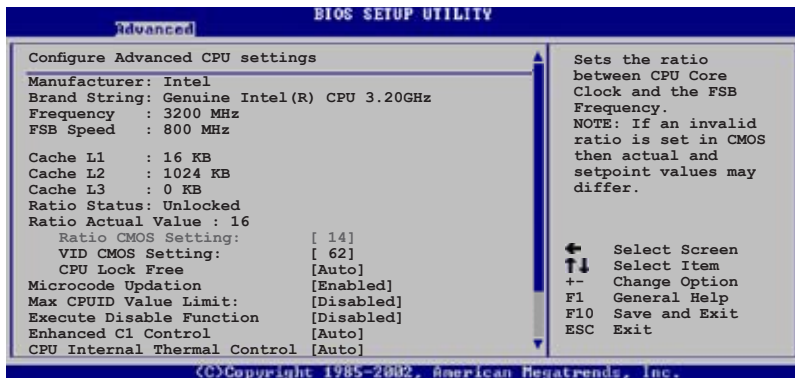 BIOS SETUP UTILITY
Advanced
Configure Advanced CPU settings
Manufacturer: Intel
Brand String: Genuine Intel(R) CPU 3.20GHz
Frequency : 3200 MHz
FSB Speed : 800 MHz
Cache L1 : 16 KB
Cache L2 : 1024 KB
Cache L3 : 0 KB
Ratio Status: Unlocked
Ratio Actual Value : 16
Ratio CMOS Setting: [ 14]
VID CMOS Setting: [ 62]
CPU Lock Free [Auto]
Microcode Updation [Enabled]
Max CPUID Value Limit: [Disabled]
Execute Disable Function [Disabled]
Enhanced C1 Control [Auto]
CPU Internal Thermal Control [Auto]
Sets the ratio
between CPU Core
Clock and the FSB
Frequency.
NOTE: If an invalid
ratio is set in CMOS
then actual and
setpoint values may
differ.
Select Screen
Select Item
+- Change Option
F1 General Help
F10 Save and Exit
ESC Exit
(C)Copyright 1985-2002, American Megatrends, Inc.